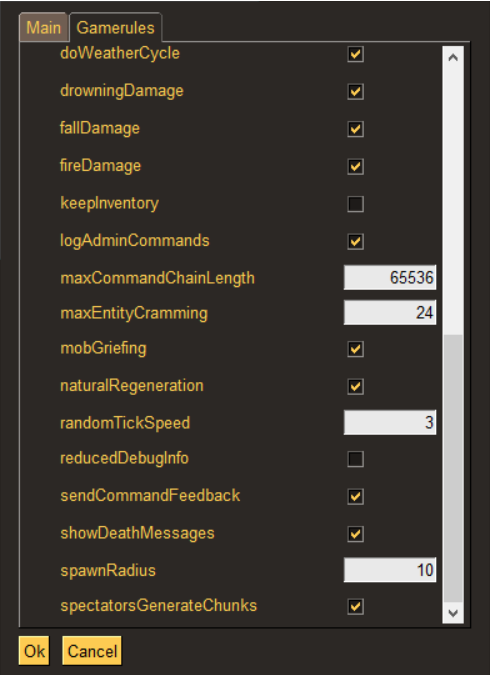 Main Gamerules
doWeatherCycle
drowningDamage
fallDamage
fireDamage
keepInventory
logAdminCommands
maxCommandChainLength 65536
maxEntityCramming 24
mobGriefing
naturalRegeneration
randomTickSpeed 3
reducedDebugInfo
sendCommandFeedback
showDeathMessages
spawnRadius 10
spectatorsGenerateChunks
Ok Cancel